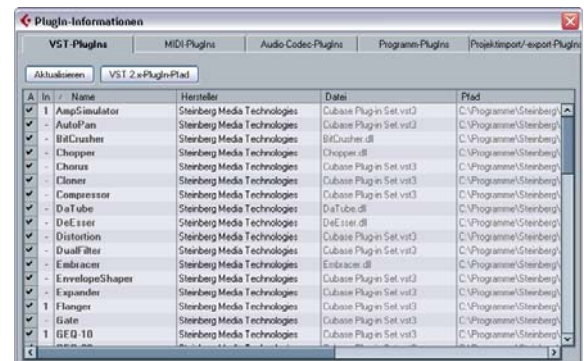 PlugIn-Informationen
VST-PlugIns MIDI-PlugIns Audio-Codec-PlugIns Programm-PlugIns Projektimport/-export-PlugIns
Aktualisieren VST 2.x-PlugIn-Pfad
A In / Name Hersteller Datei Pfad
1 AmpSimulator Steinberg Media Technologies Cubase Plug-in Set.vst3 C:\Programme\Steinberg\
- AutoPan Steinberg Media Technologies Cubase Plug-in Set.vst3 C:\Programme\Steinberg\
- BitCrusher Steinberg Media Technologies BitCrusher.dll C:\Programme\Steinberg\
- Chopper Steinberg Media Technologies Chopper.dll C:\Programme\Steinberg\
- Chorus Steinberg Media Technologies Cubase Plug-in Set.vst3 C:\Programme\Steinberg\
- Cloner Steinberg Media Technologies Cubase Plug-in Set.vst3 C:\Programme\Steinberg\
- Compressor Steinberg Media Technologies Cubase Plug-in Set.vst3 C:\Programme\Steinberg\
- DaTube Steinberg Media Technologies DaTube.dll C:\Programme\Steinberg\
- DeEsser Steinberg Media Technologies DeEsser.dll C:\Programme\Steinberg\
- Distortion Steinberg Media Technologies Cubase Plug-in Set.vst3 C:\Programme\Steinberg\
- DualFilter Steinberg Media Technologies Cubase Plug-in Set.vst3 C:\Programme\Steinberg\
- Embracer Steinberg Media Technologies Embracer.dll C:\Programme\Steinberg\
- EnvelopeShaper Steinberg Media Technologies Cubase Plug-in Set.vst3 C:\Programme\Steinberg\
- Expander Steinberg Media Technologies Cubase Plug-in Set.vst3 C:\Programme\Steinberg\
1 Flanger Steinberg Media Technologies Cubase Plug-in Set.vst3 C:\Programme\Steinberg\
- Gate Steinberg Media Technologies Cubase Plug-in Set.vst3 C:\Programme\Steinberg\
1 GEQ-10 Steinberg Media Technologies Cubase Plug-in Set.vst3 C:\Programme\Steinberg\